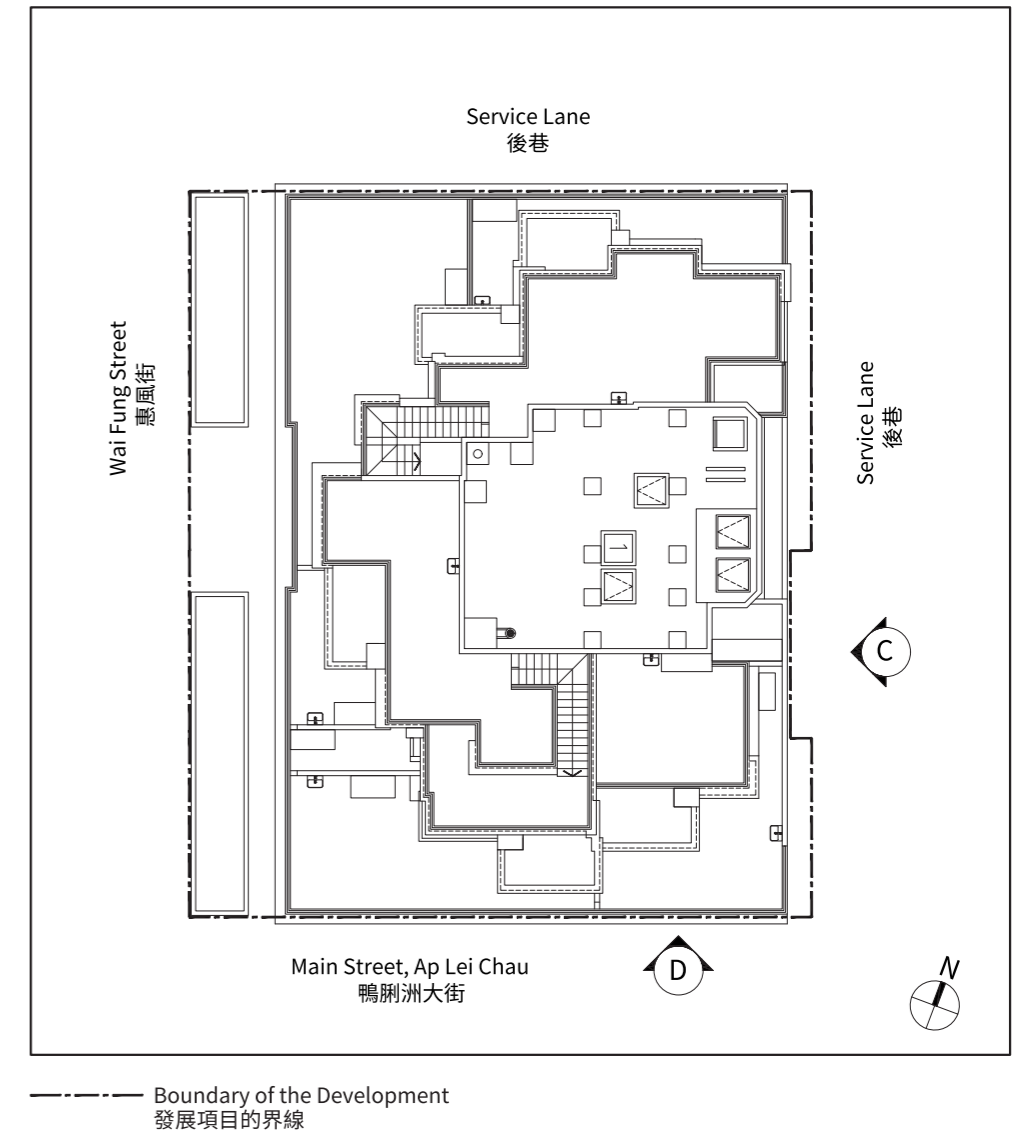 Service Lane
後巷
Wai Fung Street
惠風街
Service Lane
後巷
1
C
Main Street, Ap Lei Chau
鴨脷洲大街
D
N
Boundary of the Development
發展項目的界線